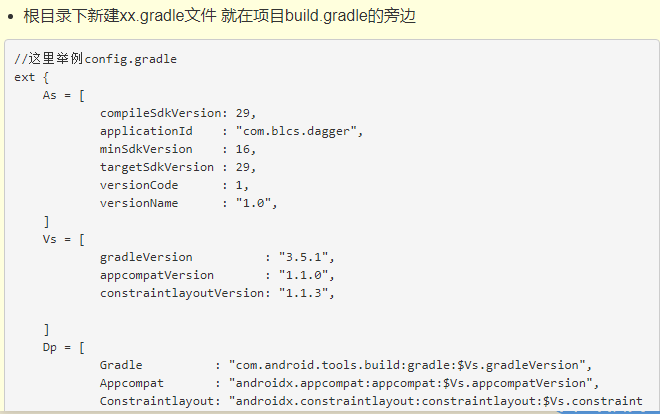 根目录下新建xx.gradle文件 就在项目build.gradle的旁边
//这里举例config.gradle
ext {
    As = [
            compileSdkVersion: 29,
            applicationId    : "com.blcs.dagger",
            minSdkVersion    : 16,
            targetSdkVersion : 29,
            versionCode      : 1,
            versionName      : "1.0",
    ]
    Vs = [
            gradleVersion          : "3.5.1",
            appcompatVersion       : "1.1.0",
            constraintlayoutVersion: "1.1.3",

    ]
    Dp = [
            Gradle          : "com.android.tools.build:gradle:$Vs.gradleVersion",
            Appcompat       : "androidx.appcompat:appcompat:$Vs.appcompatVersion",
            Constraintlayout: "androidx.constraintlayout:constraintlayout:$Vs.constraint